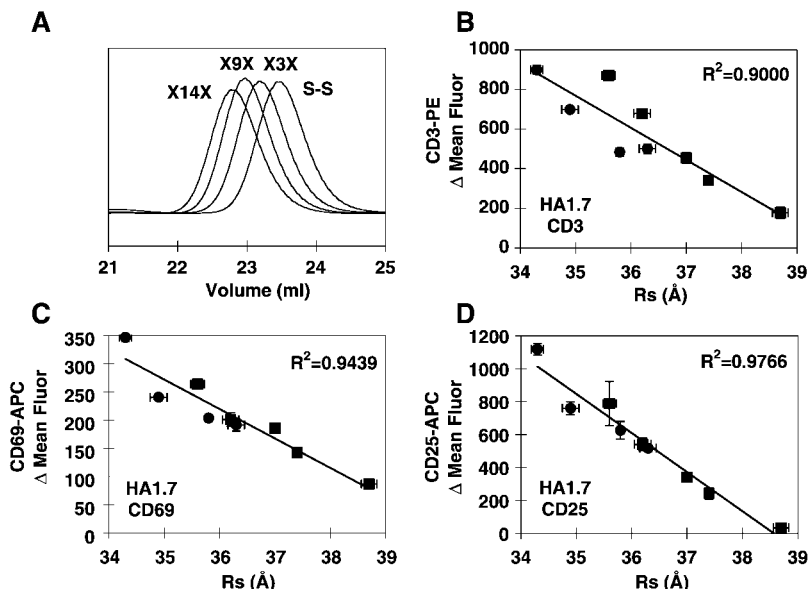 A
X9X X3X
X14X
S-S
21 22 23 24 25
Volume (ml)
B
CD3-PE
Δ Mean Fluor
1000
800
600
400
200
0
R²=0.9000
HA1.7
CD3
34 35 36 37 38 39
Rs (Å)
C
CD69-APC
Δ Mean Fluor
350
300
250
200
150
100
50
0
R²=0.9439
HA1.7
CD69
34 35 36 37 38 39
Rs (Å)
D
CD25-APC
Δ Mean Fluor
1200
1000
800
600
400
200
0
R²=0.9766
HA1.7
CD25
34 35 36 37 38 39
Rs (Å)